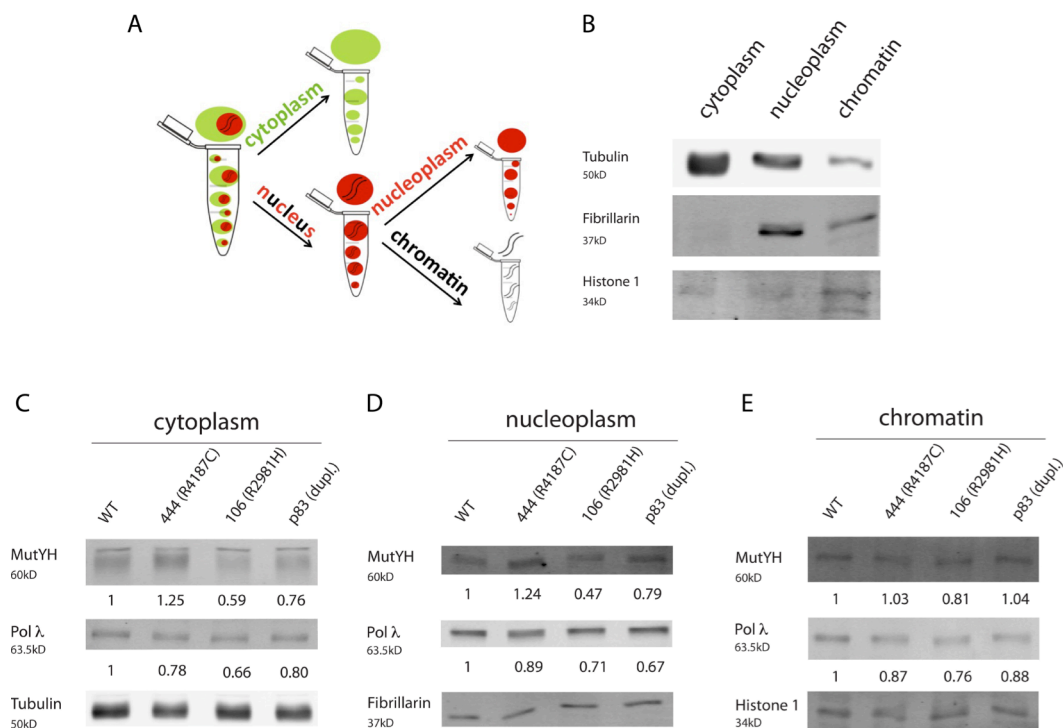 A
cytoplasm
nucleus
nucleoplasm
chromatin
B
cytoplasm
nucleoplasm
chromatin
Tubulin
50kD
Fibrillarin
37kD
Histone 1
34kD
C
cytoplasm
WT
444 (R4187C)
106 (R2981H)
p83 (dupl.)
MutYH
60kD
1 1.25 0.59 0.76
Pol λ
63.5kD
1 0.78 0.66 0.80
Tubulin
50kD
D
nucleoplasm
WT
444 (R4187C)
106 (R2981H)
p83 (dupl.)
MutYH
60kD
1 1.24 0.47 0.79
Pol λ
63.5kD
1 0.89 0.71 0.67
Fibrillarin
37kD
E
chromatin
WT
444 (R4187C)
106 (R2981H)
p83 (dupl.)
MutYH
60kD
1 1.03 0.81 1.04
Pol λ
63.5kD
1 0.87 0.76 0.88
Histone 1
34kD